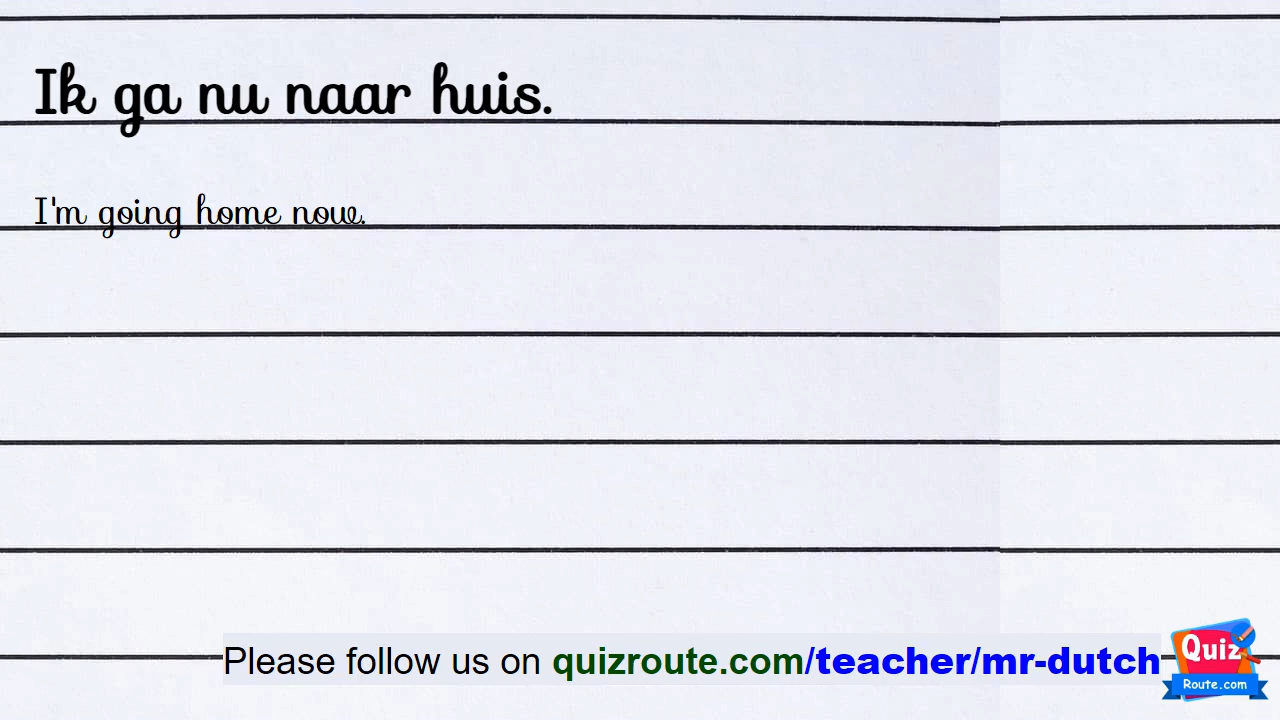 Ik ga nu naar huis.
I'm going home now.
Please follow us on quizroute.com/teacher/mr-dutch
Quiz
Route.com